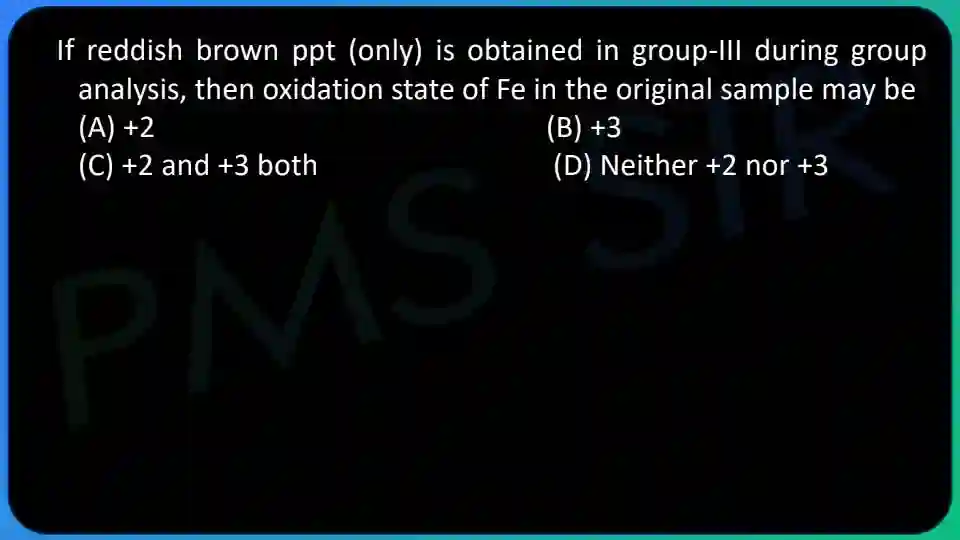 If reddish brown ppt (only) is obtained in group-III during group
analysis, then oxidation state of Fe in the original sample may be
(A) +2 (B) +3
(C) +2 and +3 both (D) Neither +2 nor +3
PMS SIR